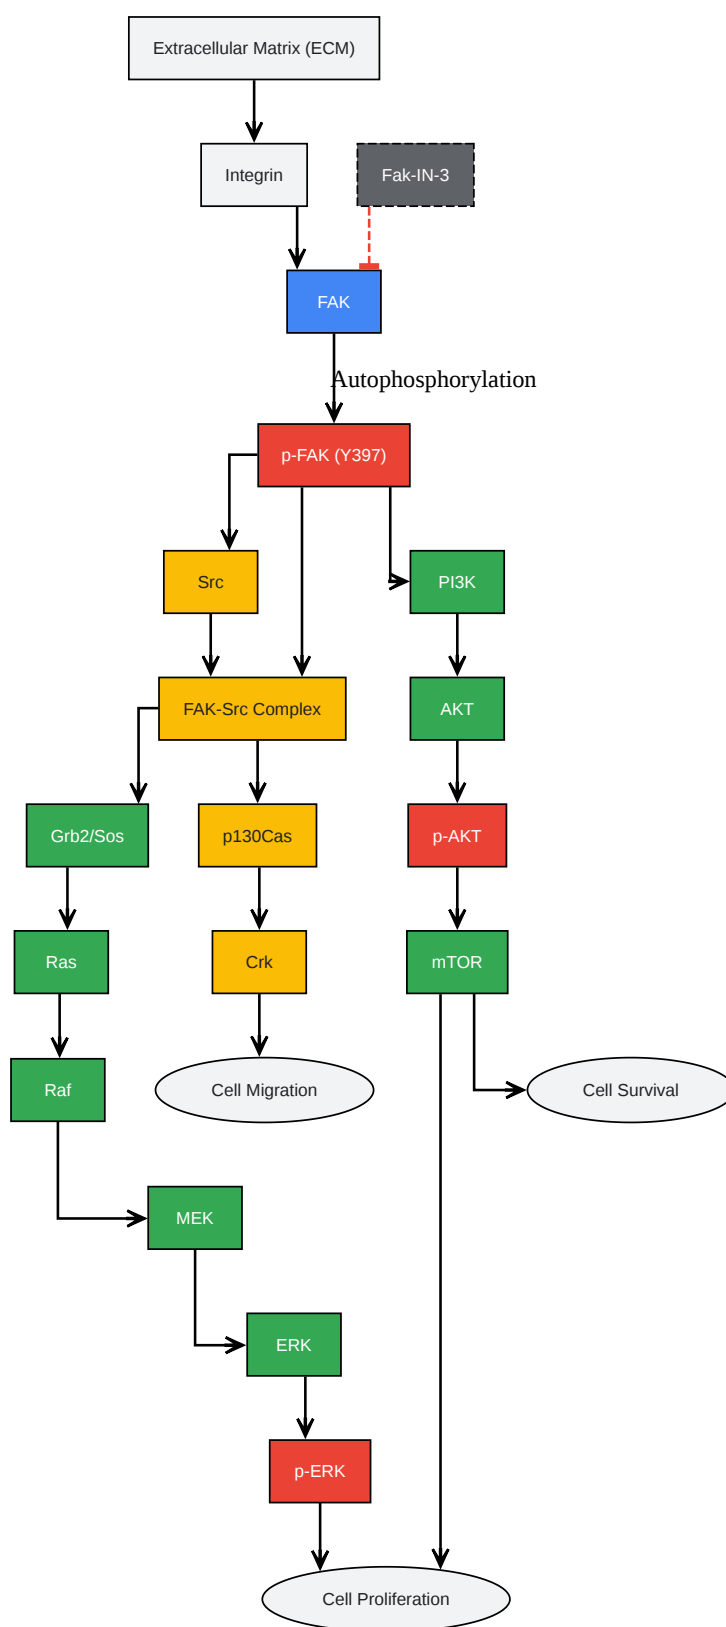 Extracellular Matrix (ECM)
Integrin
Fak-IN-3
FAK
Autophosphorylation
p-FAK (Y397)
Src
PI3K
FAK-Src Complex
AKT
Grb2/Sos
p130Cas
p-AKT
Ras
Crk
mTOR
Raf
Cell Migration
Cell Survival
MEK
ERK
p-ERK
Cell Proliferation